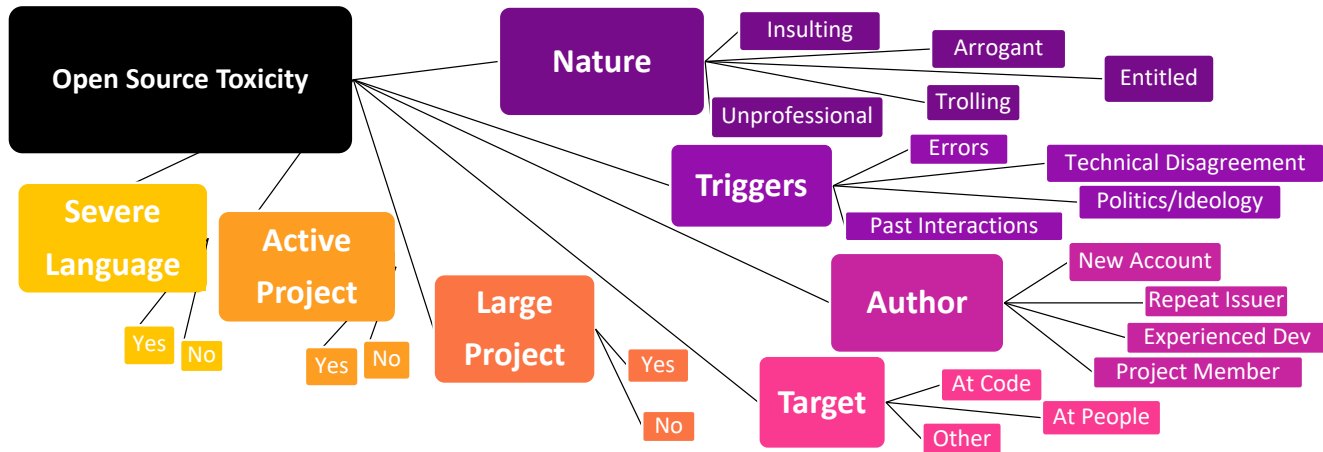 Open Source Toxicity
Nature
Insulting
Arrogant
Entitled
Trolling
Unprofessional
Triggers
Errors
Technical Disagreement
Politics/Ideology
Past Interactions
Author
New Account
Repeat Issuer
Experienced Dev
Project Member
Target
At Code
At People
Other
Large
Project
Yes
No
Active
Project
Yes
No
Severe
Language
Yes
No